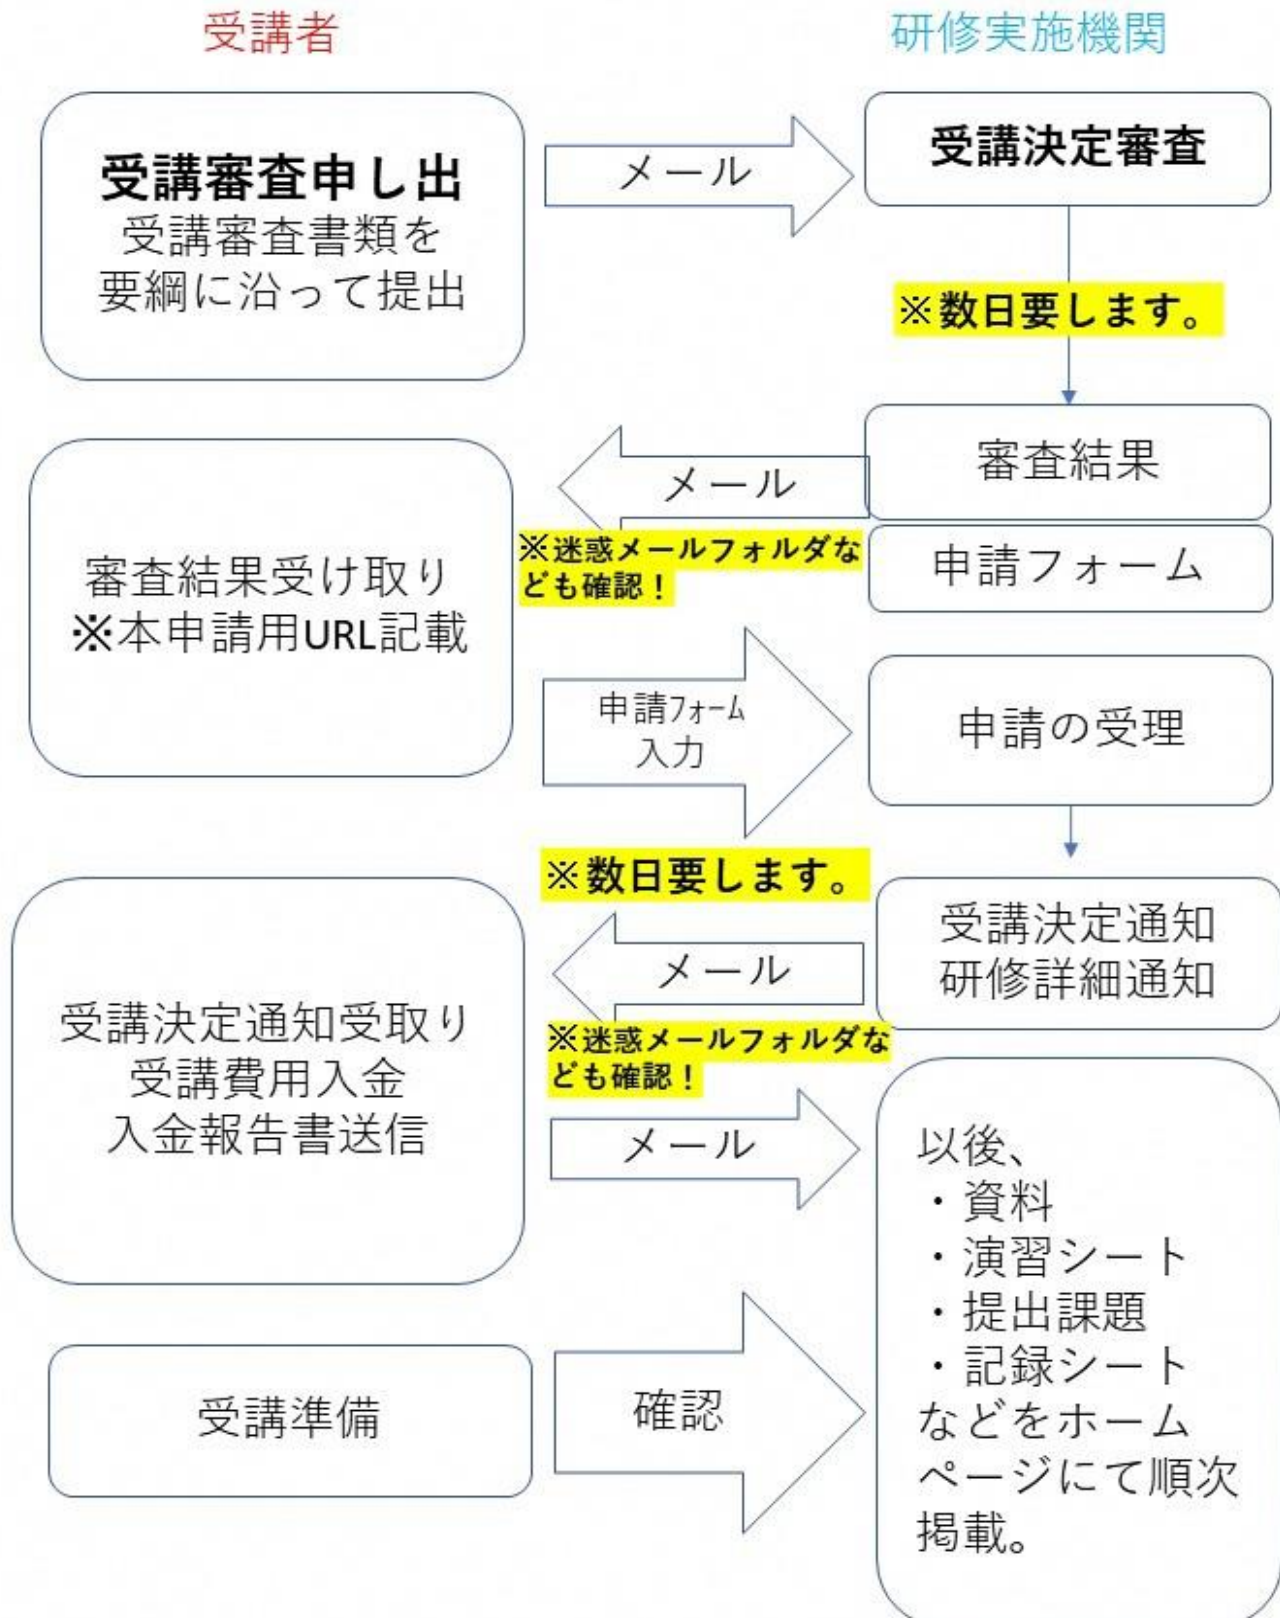 受講者
研修実施機関
受講審査申し出
受講審査書類を
要綱に沿って提出
メール
受講決定審査
※数日要します。
審査結果
申請フォーム
メール
※迷惑メールフォルダな
ども確認！
審査結果受け取り
※本申請用URL記載
申請フォーム
入力
申請の受理
※数日要します。
受講決定通知
研修詳細通知
メール
※迷惑メールフォルダな
ども確認！
受講決定通知受取り
受講費用入金
入金報告書送信
メール
以後、
・資料
・演習シート
・提出課題
・記録シート
などをホーム
ページにて順次
掲載。
受講準備
確認